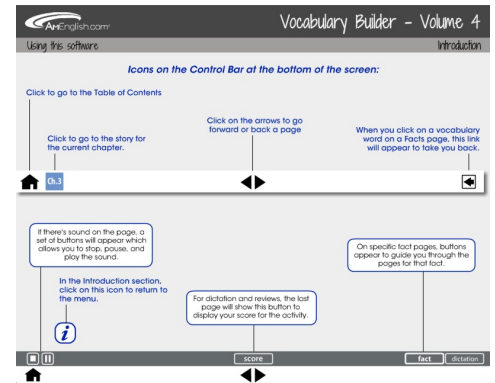 AMEnglish.com
Vocabulary Builder – Volume 4
Using this software
Introduction
Icons on the Control Bar at the bottom of the screen:
Click to go to the Table of Contents
Click to go to the story for
the current chapter.
Click on the arrows to go
forward or back a page
When you click on a vocabulary
word on a Facts page, this link
will appear to take you back.
Ch.3
If there's sound on the page, a
set of buttons will appear which
allows you to stop, pause, and
play the sound.
In the Introduction section,
click on this icon to return to
the menu.
i
For dictation and reviews, the last
page will show this button to
display your score for the activity.
On specific fact pages, buttons
appear to guide you through the
pages for that fact.
score
fact
dictation